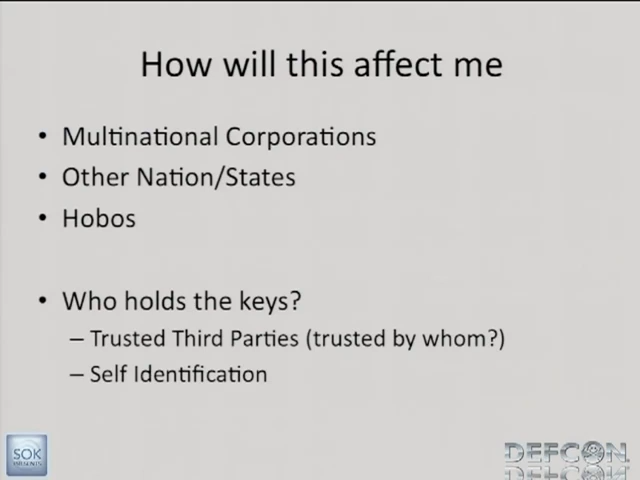 How will this affect me
• Multinational Corporations
• Other Nation/States
• Hobos
• Who holds the keys?
– Trusted Third Parties (trusted by whom?)
– Self Identification
SOK
PRESENTS
DEFCON